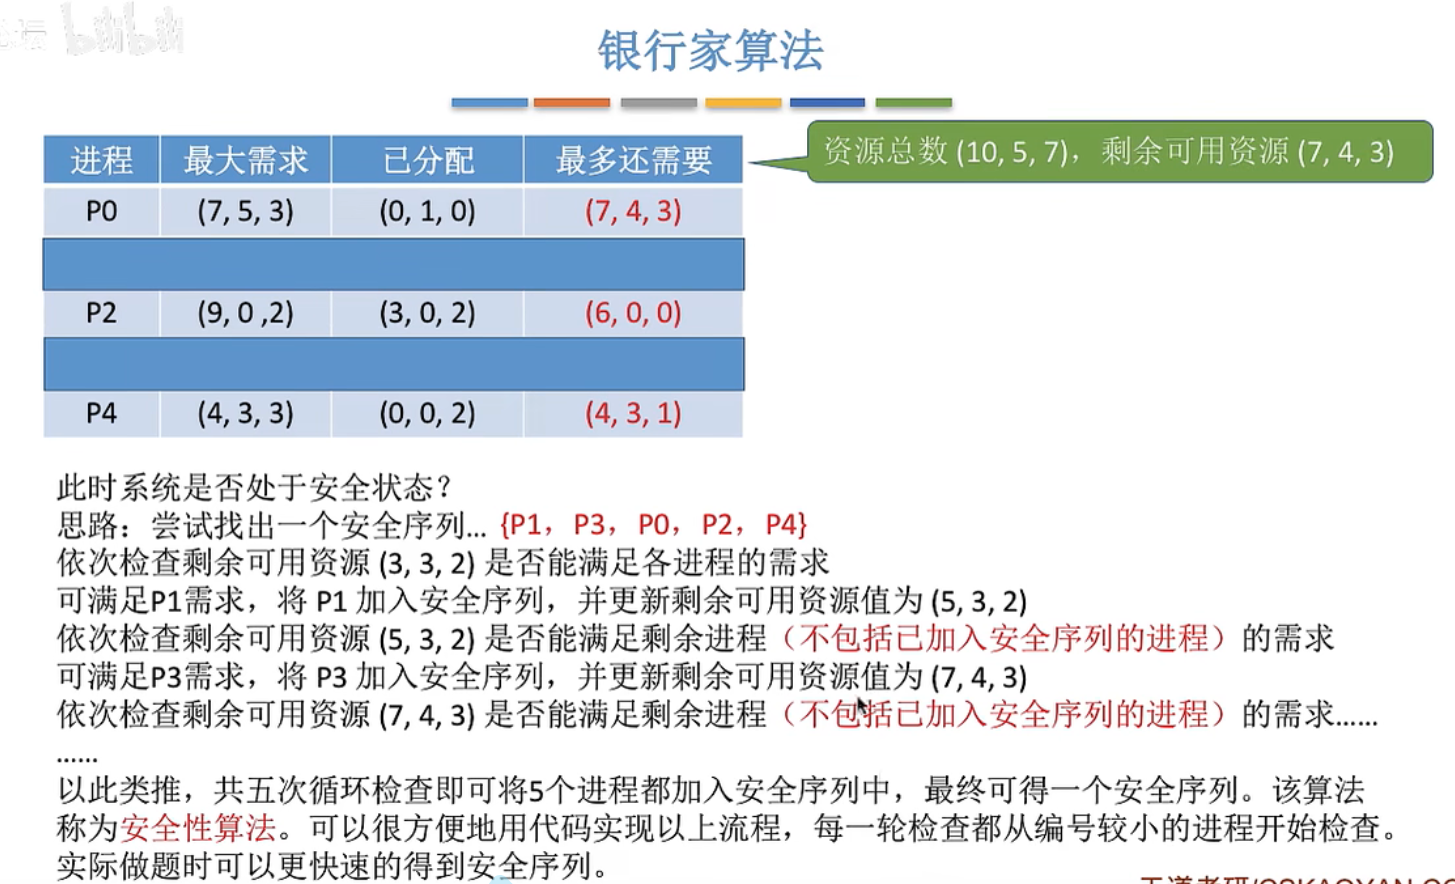 bilibili
银行家算法
资源总数 (10, 5, 7)，剩余可用资源 (7, 4, 3)
进程 最大需求 已分配 最多还需要
P0 (7, 5, 3) (0, 1, 0) (7, 4, 3)
P2 (9, 0 ,2) (3, 0, 2) (6, 0, 0)
P4 (4, 3, 3) (0, 0, 2) (4, 3, 1)
此时系统是否处于安全状态？
思路：尝试找出一个安全序列... {P1，P3，P0，P2，P4}
依次检查剩余可用资源 (3, 3, 2) 是否能满足各进程的需求
可满足P1需求，将 P1 加入安全序列，并更新剩余可用资源值为 (5, 3, 2)
依次检查剩余可用资源 (5, 3, 2) 是否能满足剩余进程（不包括已加入安全序列的进程）的需求
可满足P3需求，将 P3 加入安全序列，并更新剩余可用资源值为 (7, 4, 3)
依次检查剩余可用资源 (7, 4, 3) 是否能满足剩余进程（不包括已加入安全序列的进程）的需求……
……
以此类推，共五次循环检查即可将5个进程都加入安全序列中，最终可得一个安全序列。该算法
称为安全性算法。可以很方便地用代码实现以上流程，每一轮检查都从编号较小的进程开始检查。
实际做题时可以更快速的得到安全序列。